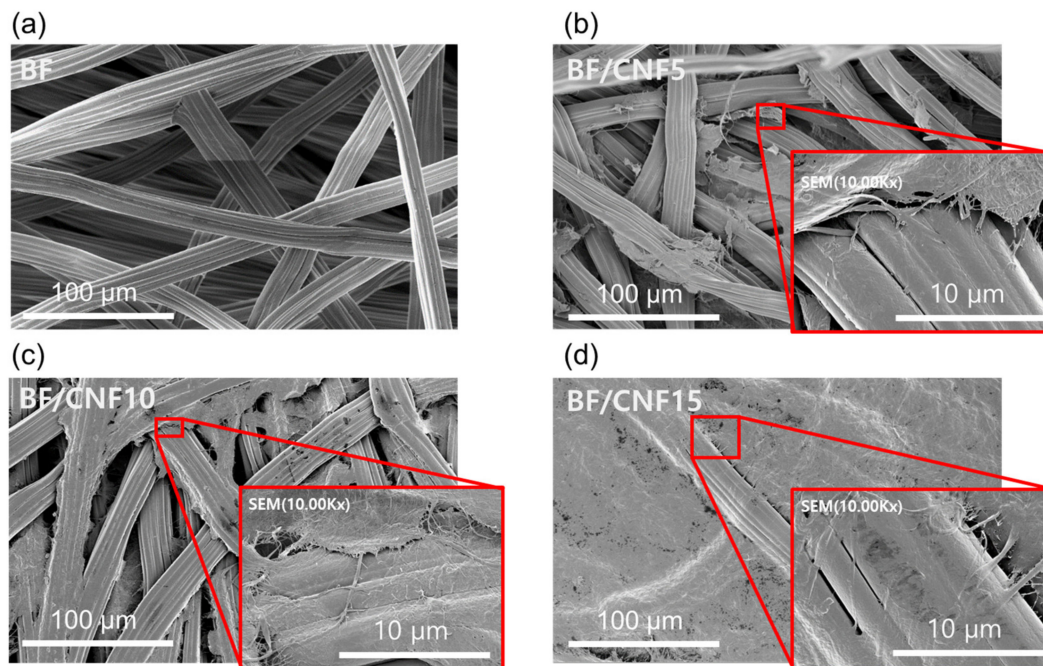 (a)
BF
100 µm
(b)
BF/CNF5
SEM(10.00Kx)
100 µm
10 µm
(c)
BF/CNF10
SEM(10.00Kx)
100 µm
10 µm
(d)
BF/CNF15
SEM(10.00Kx)
100 µm
10 µm